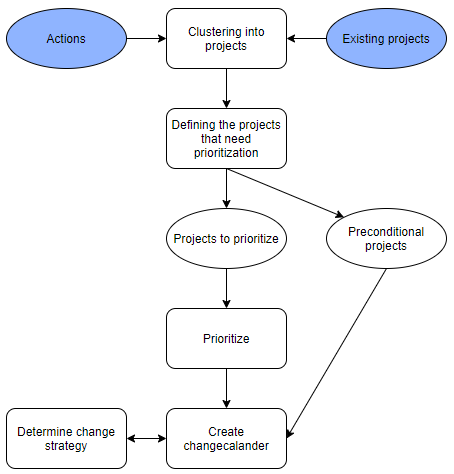 Actions
Clustering into
projects
Existing projects
Defining the projects
that need
prioritization
Projects to prioritize
Preconditional
projects
Prioritize
Determine change
strategy
Create
changecalander